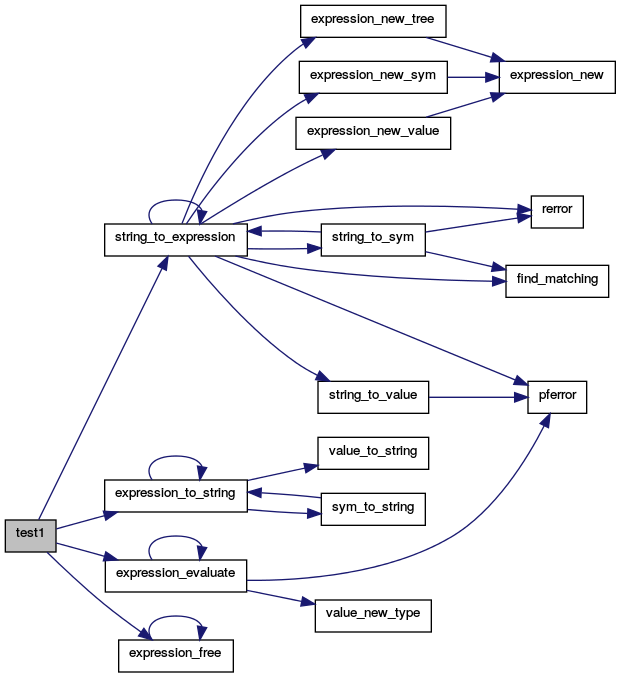 expression_new_tree
expression_new_sym
expression_new
expression_new_value
rerror
string_to_expression
string_to_sym
find_matching
string_to_value
pferror
value_to_string
expression_to_string
sym_to_string
test1
expression_evaluate
value_new_type
expression_free